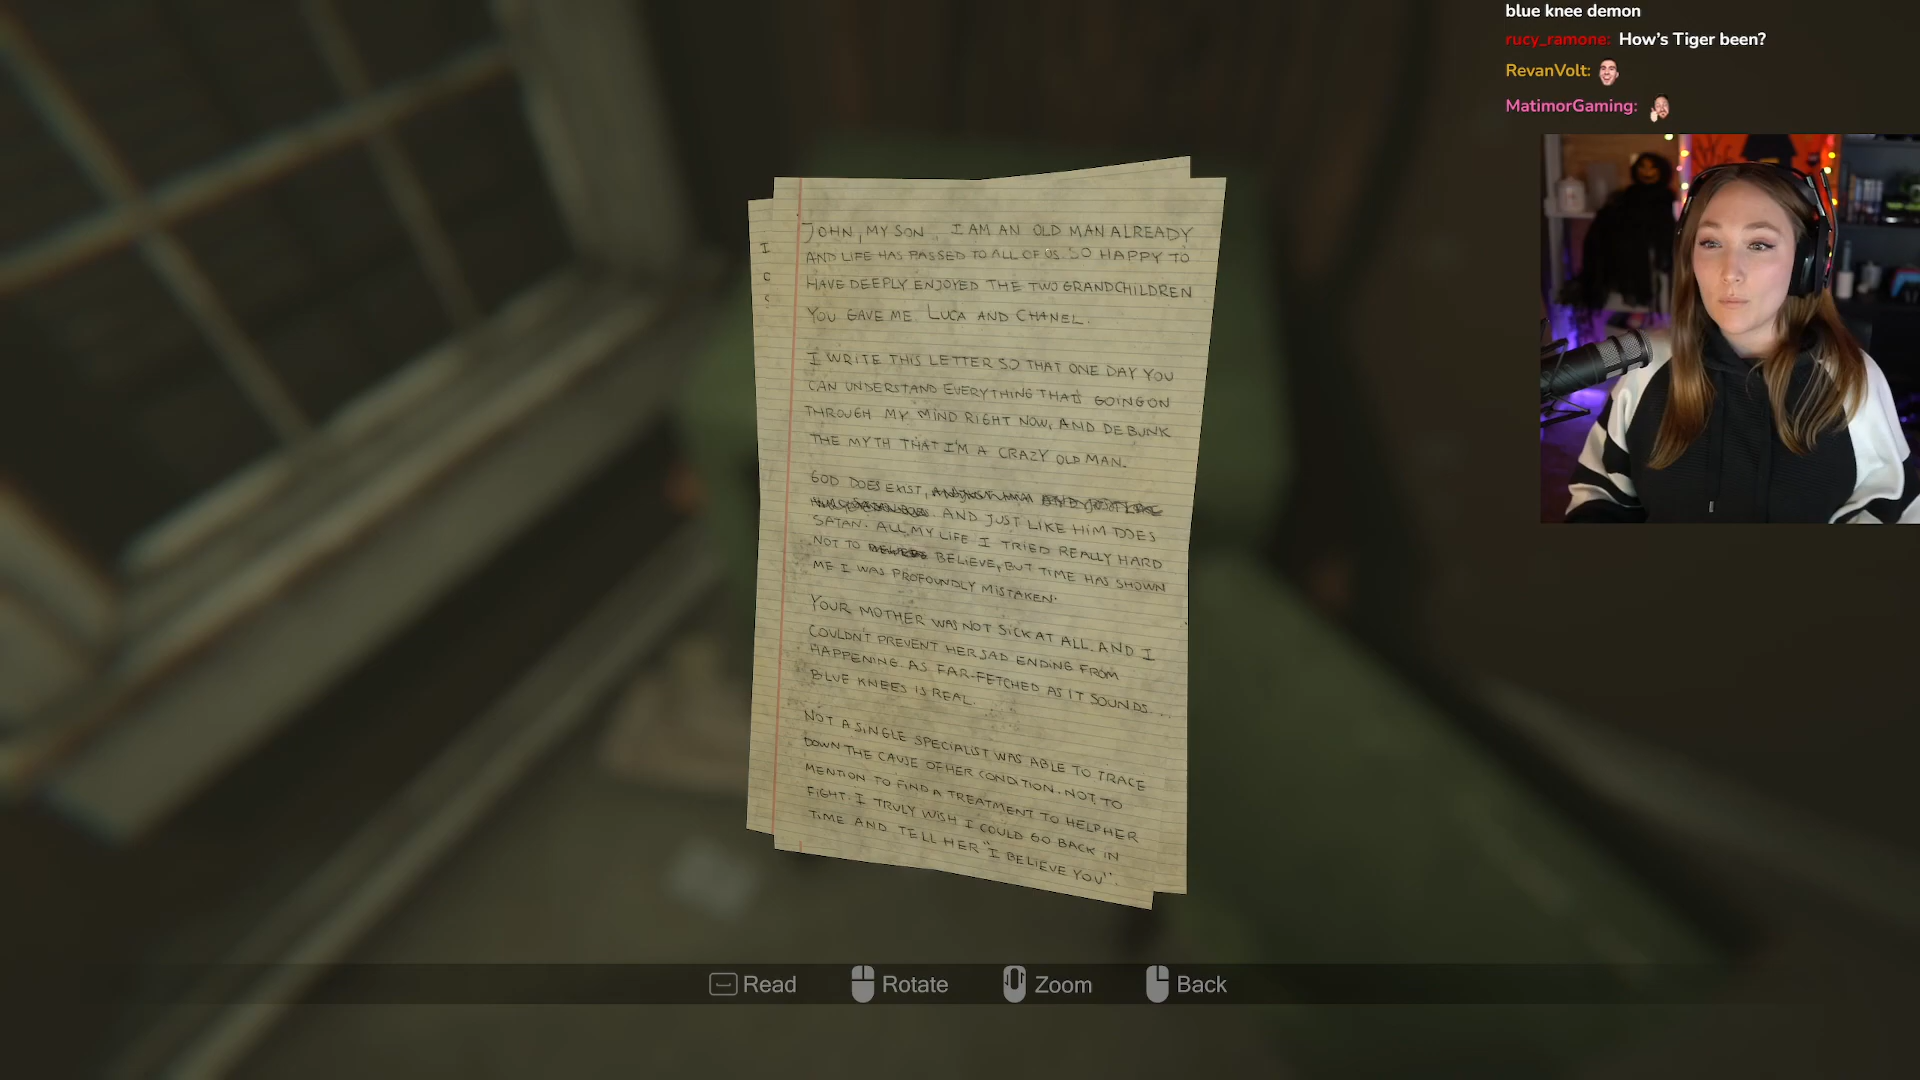 blue knee demon
rucy_ramone: How's Tiger been?
RevanVolt:
MatimorGaming:
JOHN, MY SON.. I AM AN OLD MAN ALREADY
AND LIFE HAS PASSED TO ALL OF US. SO HAPPY TO
HAVE DEEPLY ENJOYED THE TWO GRANDCHILDREN
YOU GAVE ME. LUCA AND CHANEL.
I WRITE THIS LETTER SO THAT ONE DAY YOU
CAN UNDERSTAND EVERYTHING THAT'S GOING ON
THROUGH MY MIND RIGHT NOW, AND DEBUNK
THE MYTH THAT I'M A CRAZY OLD MAN.
GOD DOES EXIST,
AND JUST LIKE HIM DOES
SATAN. ALL MY LIFE I TRIED REALLY HARD
NOT TO BELIEVE, BUT TIME HAS SHOWN
ME I WAS PROFOUNDLY MISTAKEN.
YOUR MOTHER WAS NOT SICK AT ALL. AND I
COULDN'T PREVENT HER SAD ENDING FROM
HAPPENING. AS FAR-FETCHED AS IT SOUNDS...
BLUE KNEES IS REAL.
NOT A SINGLE SPECIALIST WAS ABLE TO TRACE
DOWN THE CAUSE OF HER CONDITION. NOT TO
MENTION TO FIND A TREATMENT TO HELP HER
FIGHT. I TRULY WISH I COULD GO BACK IN
TIME AND TELL HER "I BELIEVE YOU".
I
C
S
Read Rotate Zoom Back